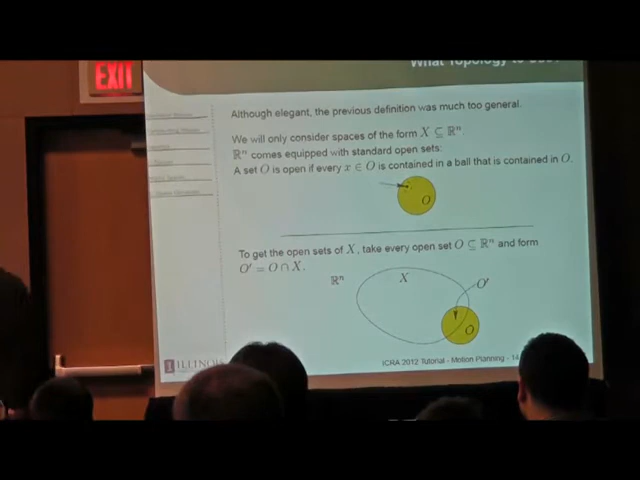 EXIT
What Topology to
Although elegant, the previous definition was much too general.
We will only consider spaces of the form X ⊆ ℝⁿ.
ℝⁿ comes equipped with standard open sets:
A set O is open if every x ∈ O is contained in a ball that is contained in O.
O
To get the open sets of X, take every open set O ⊆ ℝⁿ and form
O′ = O ∩ X.
ℝⁿ
X
O′
O
ILLINOIS
ICRA 2012 Tutorial - Motion Planning - 14